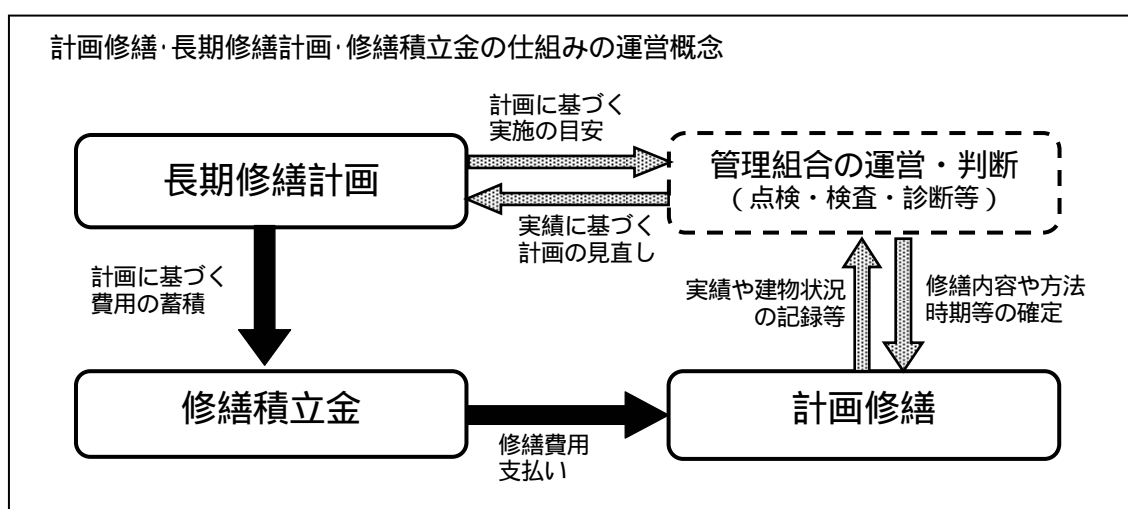 計画修繕・長期修繕計画・修繕積立金の仕組みの運営概念
計画に基づく
実施の目安
長期修繕計画
管理組合の運営・判断
（点検・検査・診断等）
実績に基づく
計画の見直し
計画に基づく
費用の蓄積
実績や建物状況
の記録等
修繕内容や方法
時期等の確定
修繕積立金
計画修繕
修繕費用
支払い